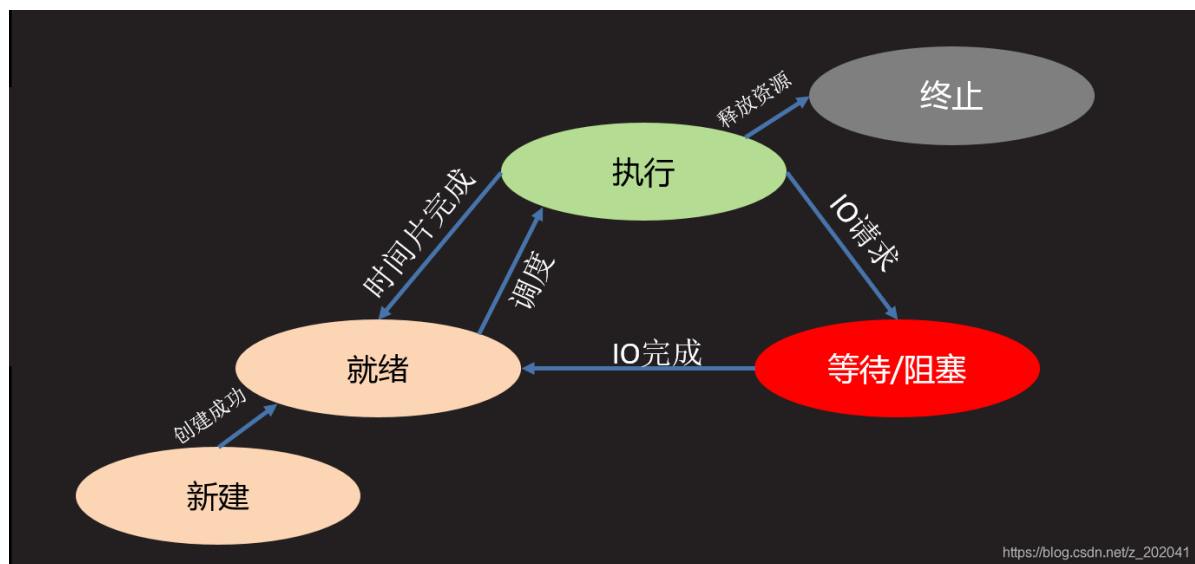 终止
释放资源
执行
时间片完成
调度
IO请求
就绪
IO完成
等待/阻塞
创建成功
新建
https://blog.csdn.net/z_202041